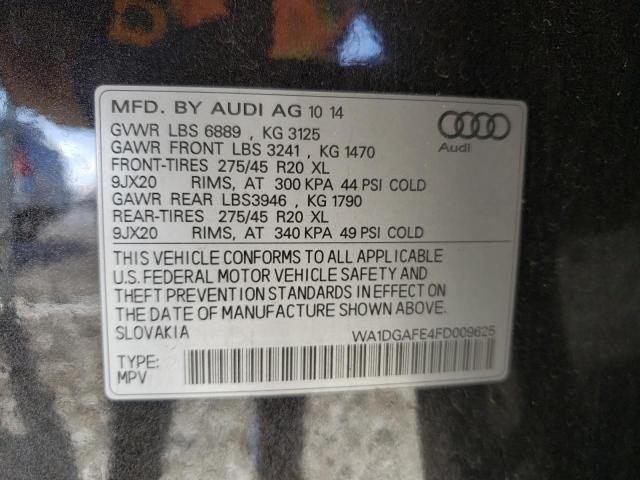 MFD. BY AUDI AG 10 14
GVWR LBS 6889 , KG 3125
GAWR FRONT LBS 3241 , KG 1470
FRONT-TIRES 275/45 R20 XL
9JX20 RIMS, AT 300 KPA 44 PSI COLD
GAWR REAR LBS3946 , KG 1790
REAR-TIRES 275/45 R20 XL
9JX20 RIMS, AT 340 KPA 49 PSI COLD
Audi
THIS VEHICLE CONFORMS TO ALL APPLICABLE
U.S. FEDERAL MOTOR VEHICLE SAFETY AND
THEFT PREVENTION STANDARDS IN EFFECT ON
THE DATE OF MANUFACTURE SHOWN ABOVE.
SLOVAKIA WA1DGAFE4FD009625
TYPE:
MPV